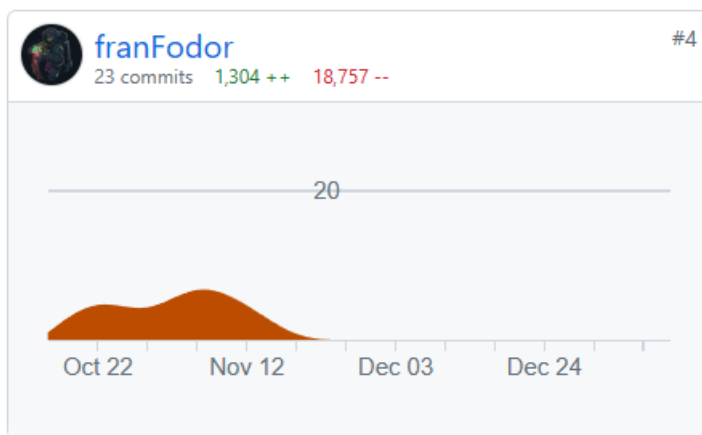 franFodor
#4
23 commits 1,304 ++ 18,757 --
20
Oct 22 Nov 12 Dec 03 Dec 24